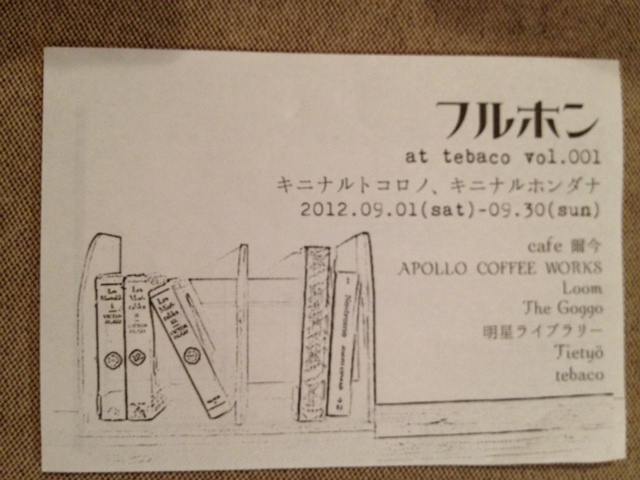 フルホン
at tebaco vol.001
キニナルトコロノ、キニナルホンダナ
2012.09.01(sat)-09.30(sun)
cafe 爾今
APOLLO COFFEE WORKS
Loom
The Goggo
明星ライブラリー
Tietyö
tebaco